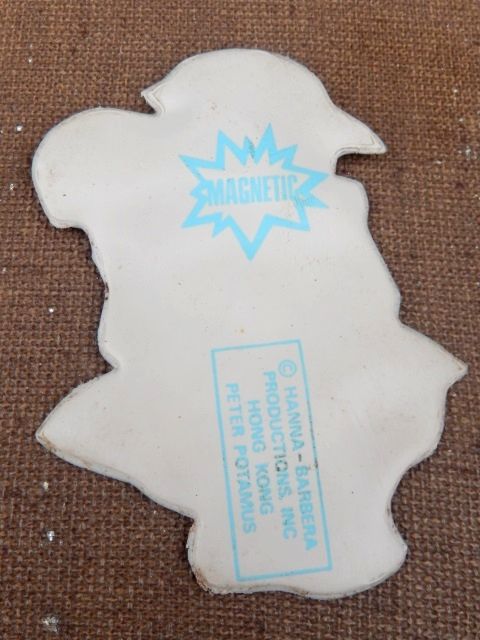 MAGNETIC
© HANNA-BARBERA
PRODUCTIONS, INC
HONG KONG
PETER POTAMUS